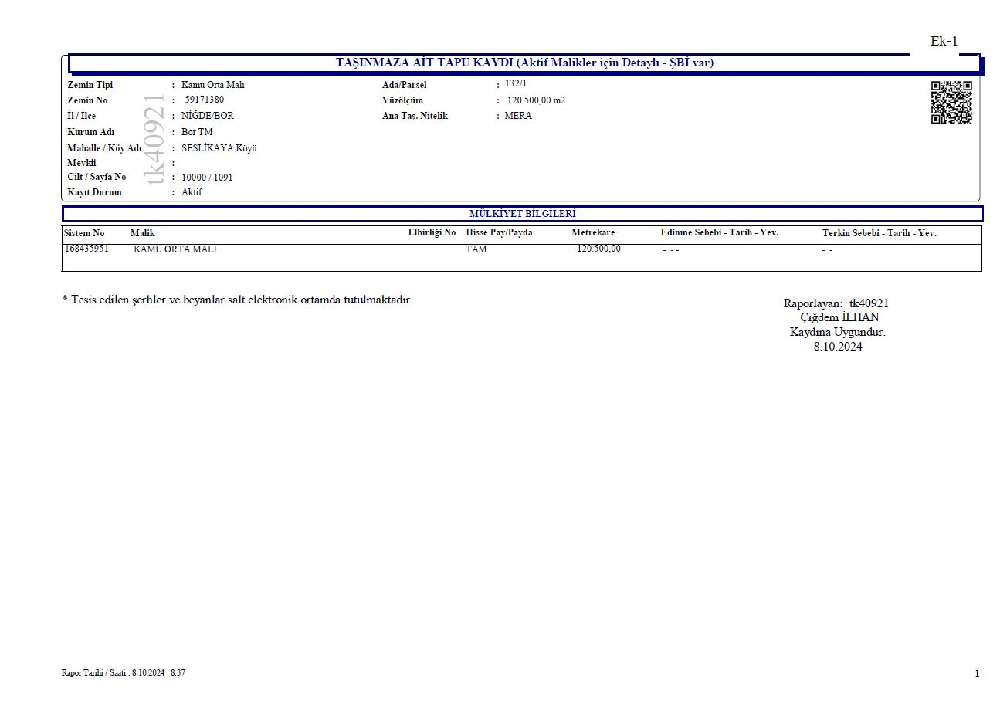 Ek-1
TAŞINMAZA AİT TAPU KAYDI (Aktif Malikler için Detaylı - ŞBİ var)
Zemin Tipi : Kamu Orta Malı Ada/Parsel : 132/1
Zemin No : 59171380 Yüzölçüm : 120.500,00 m2
İl / İlçe : NİĞDE/BOR Ana Taş. Nitelik : MERA
Kurum Adı : Bor TM
Mahalle / Köy Adı : SESLİKAYA Köyü
Mevkii :
Cilt / Sayfa No : 10000 / 1091
Kayıt Durum : Aktif
tk40921
MÜLKİYET BİLGİLERİ
Sistem No Malik Elbirliği No Hisse Pay/Payda Metrekare Edinme Sebebi - Tarih - Yev. Terkin Sebebi - Tarih - Yev.
168435951 KAMU ORTA MALI TAM 120.500,00 - - - - -
* Tesis edilen şerhler ve beyanlar salt elektronik ortamda tutulmaktadır.
Raporlayan: tk40921
Çiğdem İLHAN
Kaydına Uygundur.
8.10.2024
Rapor Tarihi / Saati : 8.10.2024 8:37
1